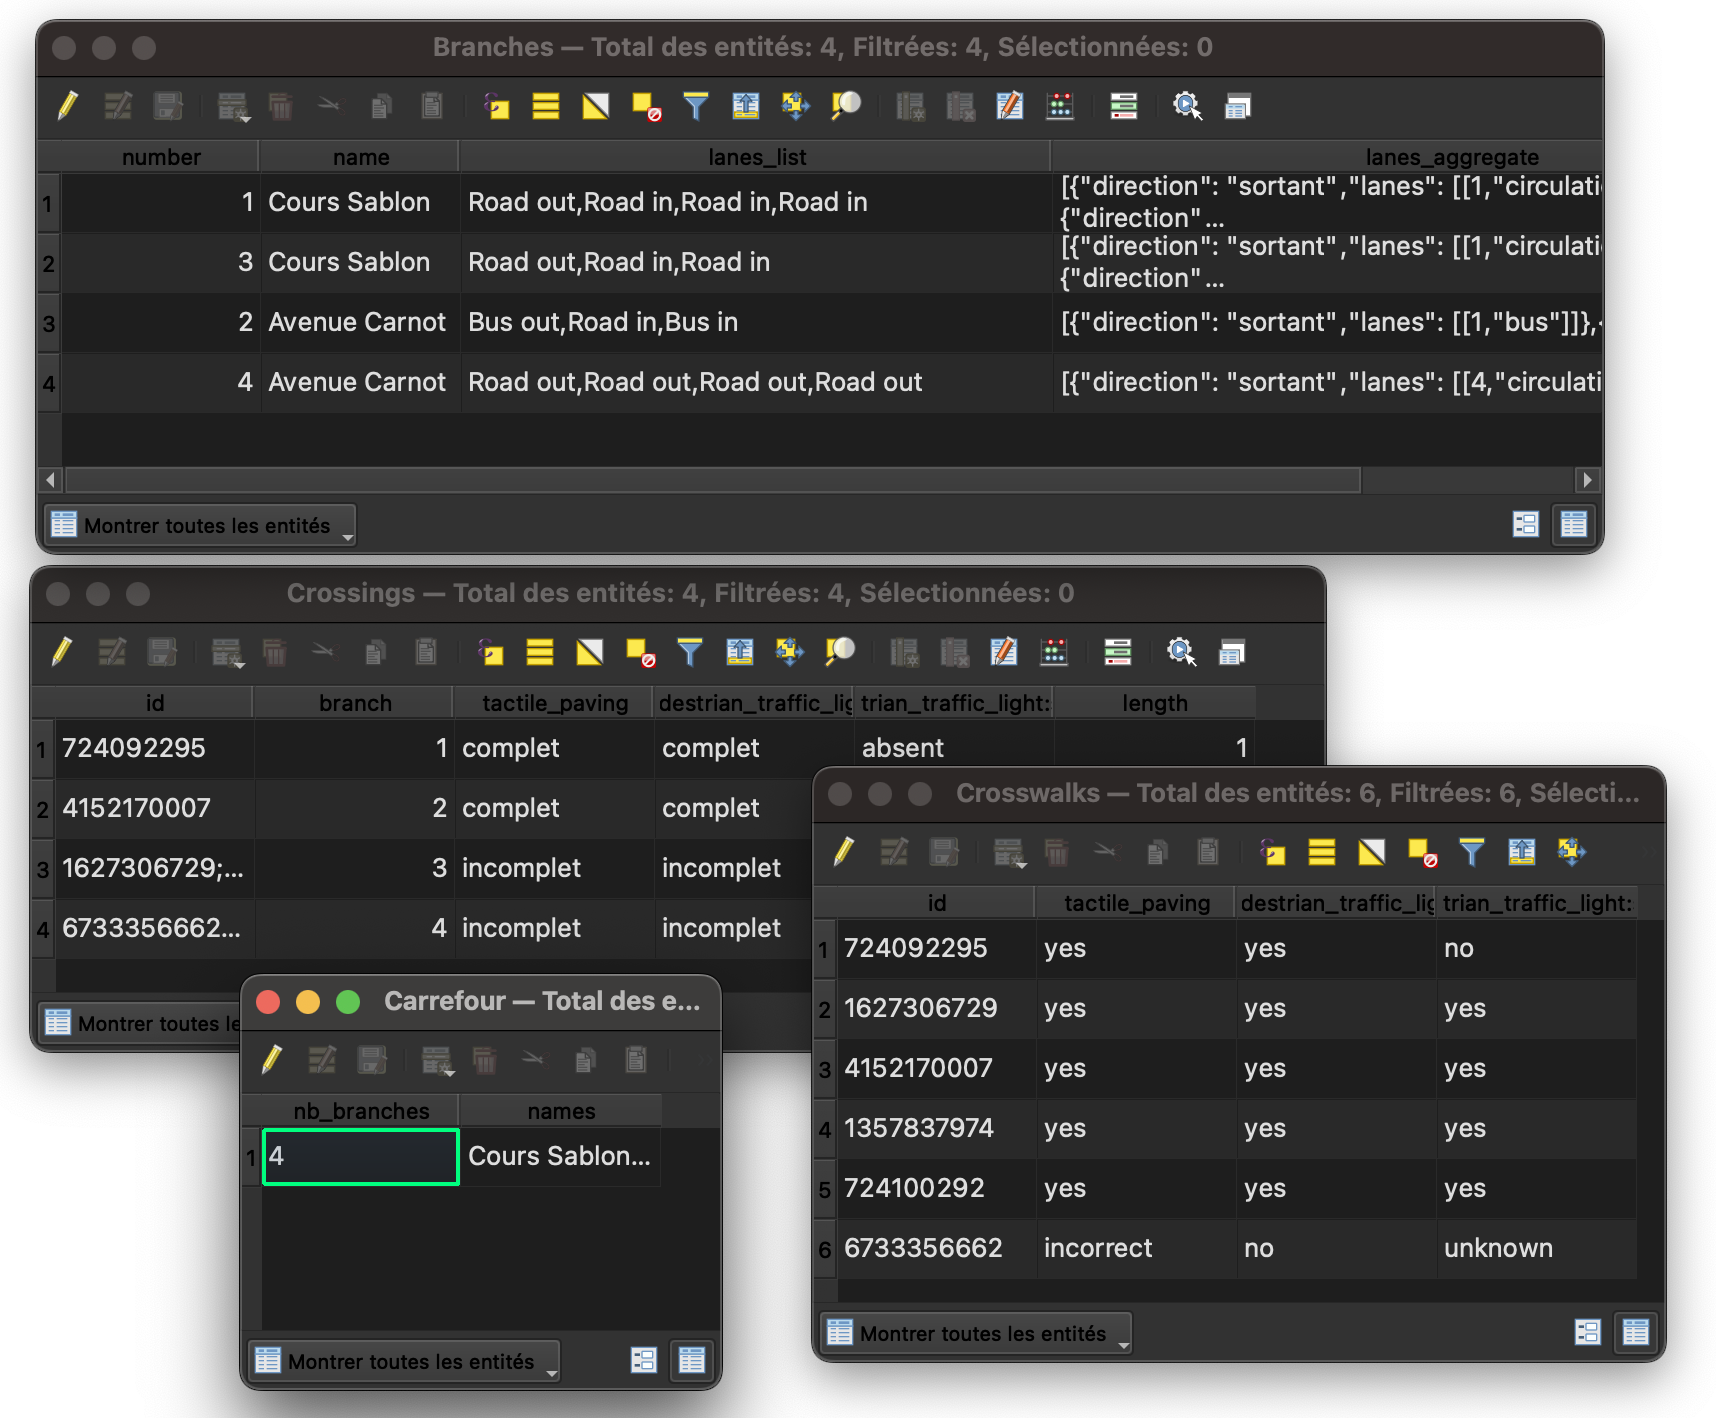 Branches — Total des entités: 4, Filtrées: 4, Sélectionnées: 0
number name lanes_list lanes_aggregate
1 1 Cours Sablon Road out,Road in,Road in,Road in [{"direction": "sortant","lanes": [[1,"circulati
{"direction"...
2 3 Cours Sablon Road out,Road in,Road in [{"direction": "sortant","lanes": [[1,"circulati
{"direction"...
3 2 Avenue Carnot Bus out,Road in,Bus in [{"direction": "sortant","lanes": [[1,"bus"]]},
4 4 Avenue Carnot Road out,Road out,Road out,Road out [{"direction": "sortant","lanes": [[4,"circulati
Montrer toutes les entités
Crossings — Total des entités: 4, Filtrées: 4, Sélectionnées: 0
id branch tactile_paving destrian_traffic_lig trian_traffic_light: length
1 724092295 1 complet complet absent 1
2 4152170007 2 complet complet
3 1627306729;... 3 incomplet incomplet
4 6733356662... 4 incomplet incomplet
Montrer toutes le
Crosswalks — Total des entités: 6, Filtrées: 6, Sélecti...
id tactile_paving destrian_traffic_lig trian_traffic_light:
1 724092295 yes yes no
2 1627306729 yes yes yes
3 4152170007 yes yes yes
4 1357837974 yes yes yes
5 724100292 yes yes yes
6 6733356662 incorrect no unknown
Montrer toutes les entités
Carrefour — Total des e...
nb_branches names
1 4 Cours Sablon...
Montrer toutes les entités